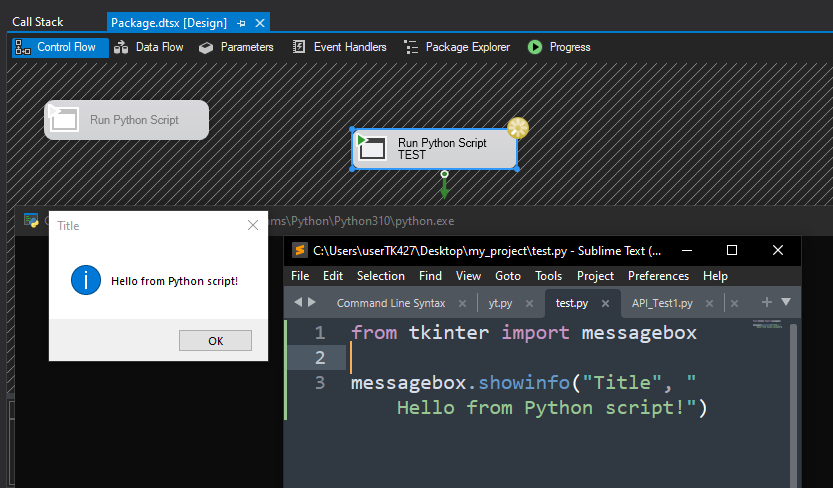 Call Stack
Package.dtsx [Design]
Control Flow
Data Flow
Parameters
Event Handlers
Package Explorer
Progress
Run Python Script
Run Python Script
TEST
ms\Python\Python310\python.exe
Title
Hello from Python script!
OK
C:\Users\userTK427\Desktop\my_project\test.py - Sublime Text (...
File Edit Selection Find View Goto Tools Project Preferences Help
Command Line Syntax
yt.py
test.py
API_Test1.py
1 from tkinter import messagebox
2
3 messagebox.showinfo("Title", "
Hello from Python script!")